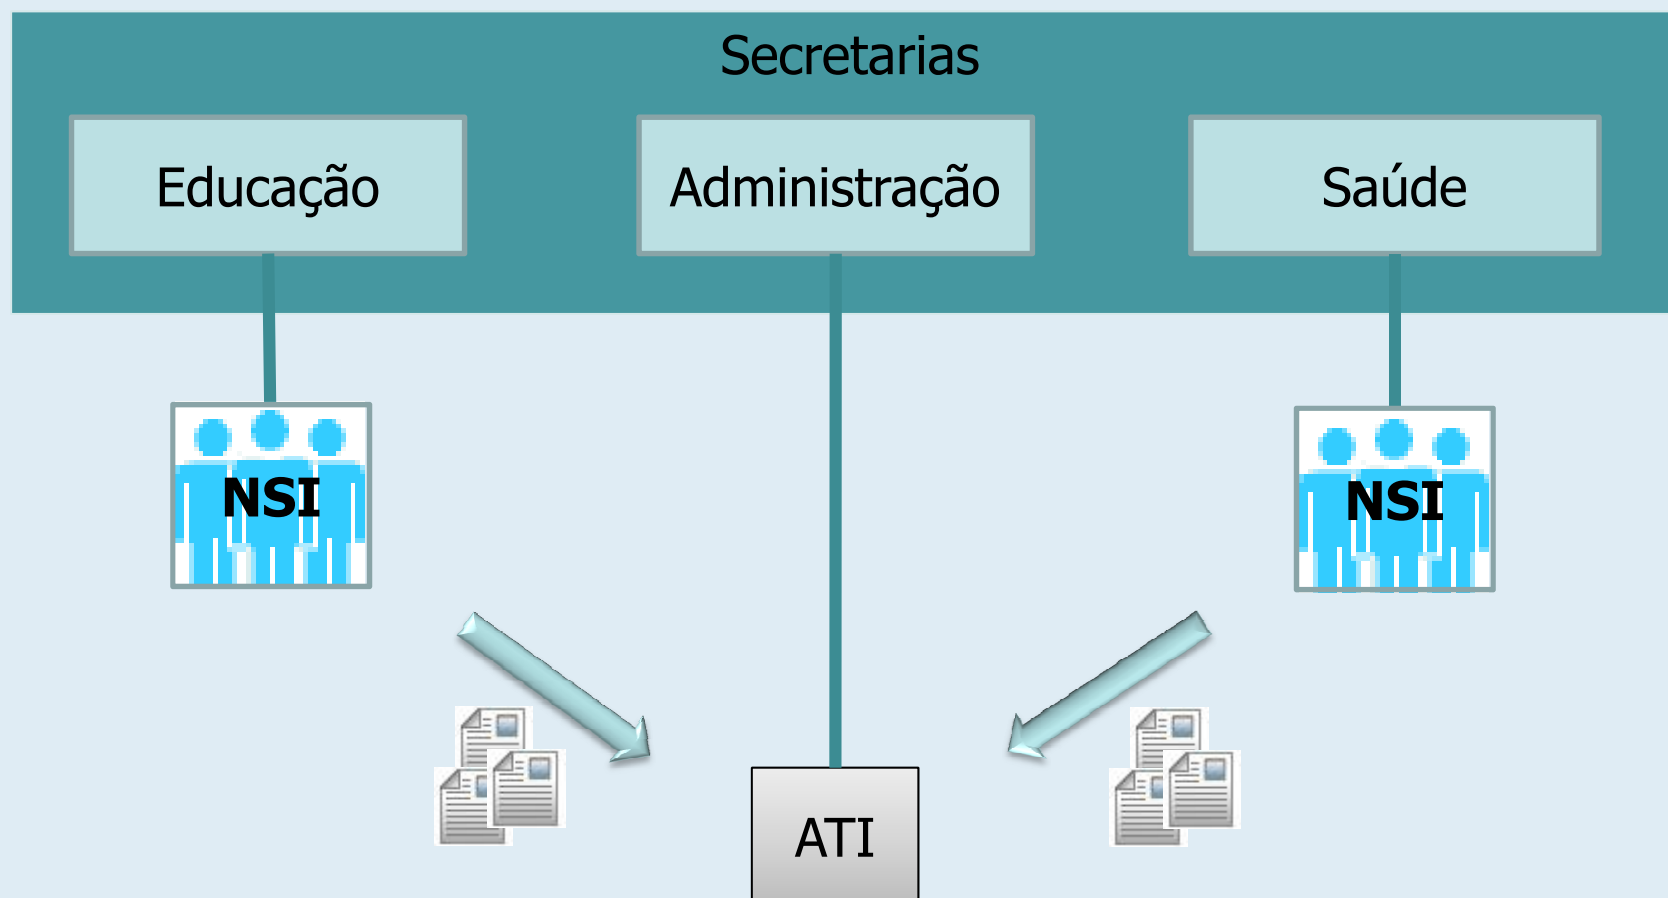 Secretarias
Educação
Administração
Saúde
NSI
NSI
ATI